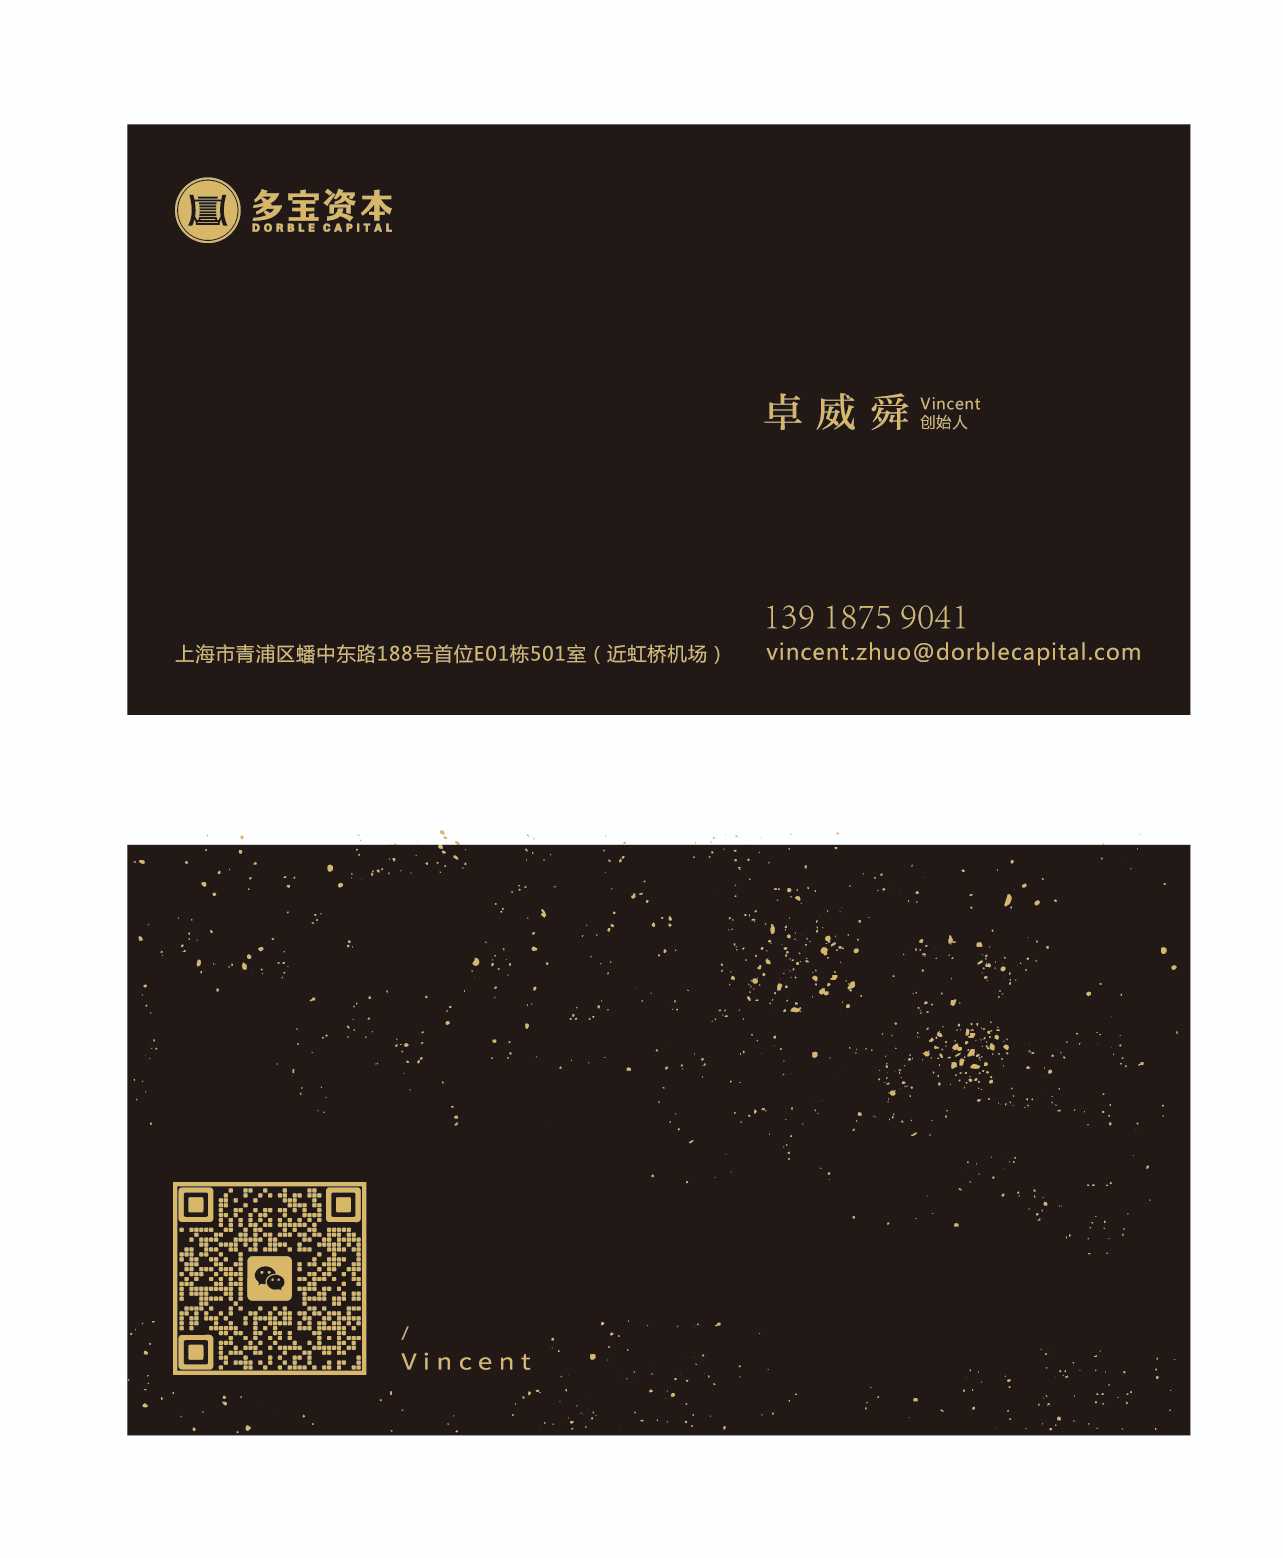 多宝资本
DORBLE CAPITAL
卓威舜
Vincent
创始人
139 1875 9041
上海市青浦区蟠中东路188号首位E01栋501室（近虹桥机场）
vincent.zhuo@dorblecapital.com
/
Vincent